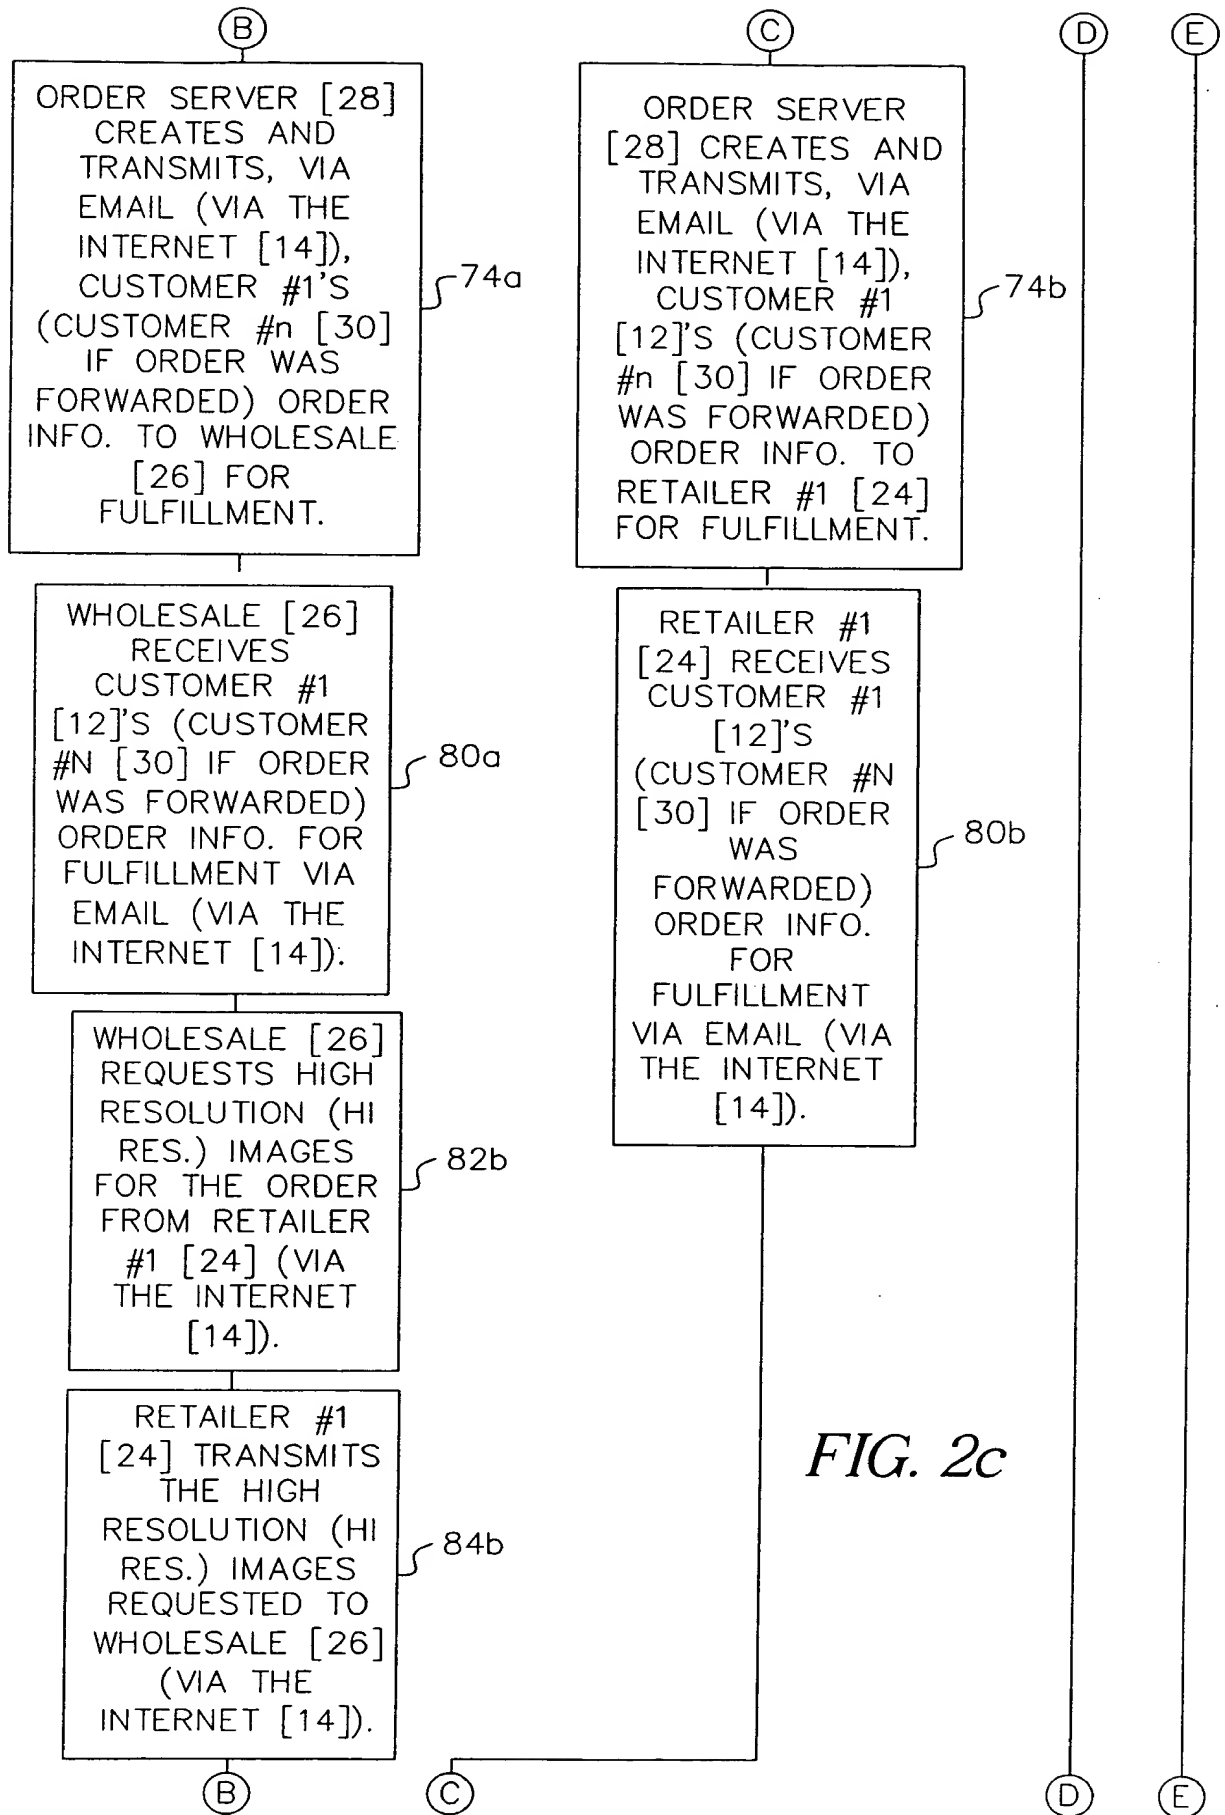 B
C
D
E
ORDER SERVER [28]
CREATES AND
TRANSMITS, VIA
EMAIL (VIA THE
INTERNET [14]),
CUSTOMER #1'S
(CUSTOMER #n [30]
IF ORDER WAS
FORWARDED) ORDER
INFO. TO WHOLESALE
[26] FOR
FULFILLMENT.
74a
ORDER SERVER
[28] CREATES AND
TRANSMITS, VIA
EMAIL (VIA THE
INTERNET [14]),
CUSTOMER #1
[12]'S (CUSTOMER
#n [30] IF ORDER
WAS FORWARDED)
ORDER INFO. TO
RETAILER #1 [24]
FOR FULFILLMENT.
74b
WHOLESALE [26]
RECEIVES
CUSTOMER #1
[12]'S (CUSTOMER
#N [30] IF ORDER
WAS FORWARDED)
ORDER INFO. FOR
FULFILLMENT VIA
EMAIL (VIA THE
INTERNET [14]).
80a
RETAILER #1
[24] RECEIVES
CUSTOMER #1
[12]'S
(CUSTOMER #N
[30] IF ORDER
WAS
FORWARDED)
ORDER INFO.
FOR
FULFILLMENT
VIA EMAIL (VIA
THE INTERNET
[14]).
80b
WHOLESALE [26]
REQUESTS HIGH
RESOLUTION (HI
RES.) IMAGES
FOR THE ORDER
FROM RETAILER
#1 [24] (VIA
THE INTERNET
[14]).
82b
RETAILER #1
[24] TRANSMITS
THE HIGH
RESOLUTION (HI
RES.) IMAGES
REQUESTED TO
WHOLESALE [26]
(VIA THE
INTERNET [14]).
84b
FIG. 2c
B
C
D
E